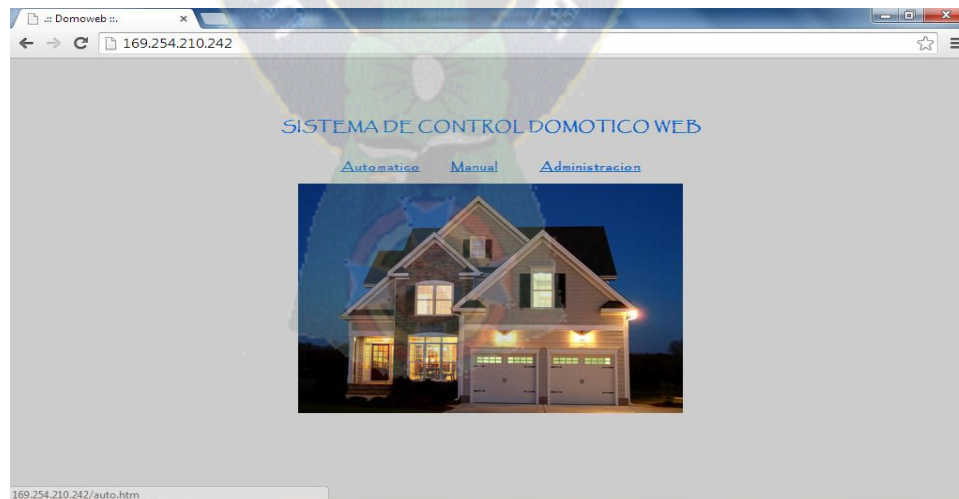 .:: Domoweb ::.
169.254.210.242
SISTEMA DE CONTROL DOMOTICO WEB
Automatico Manual Administracion
169.254.210.242/auto.htm